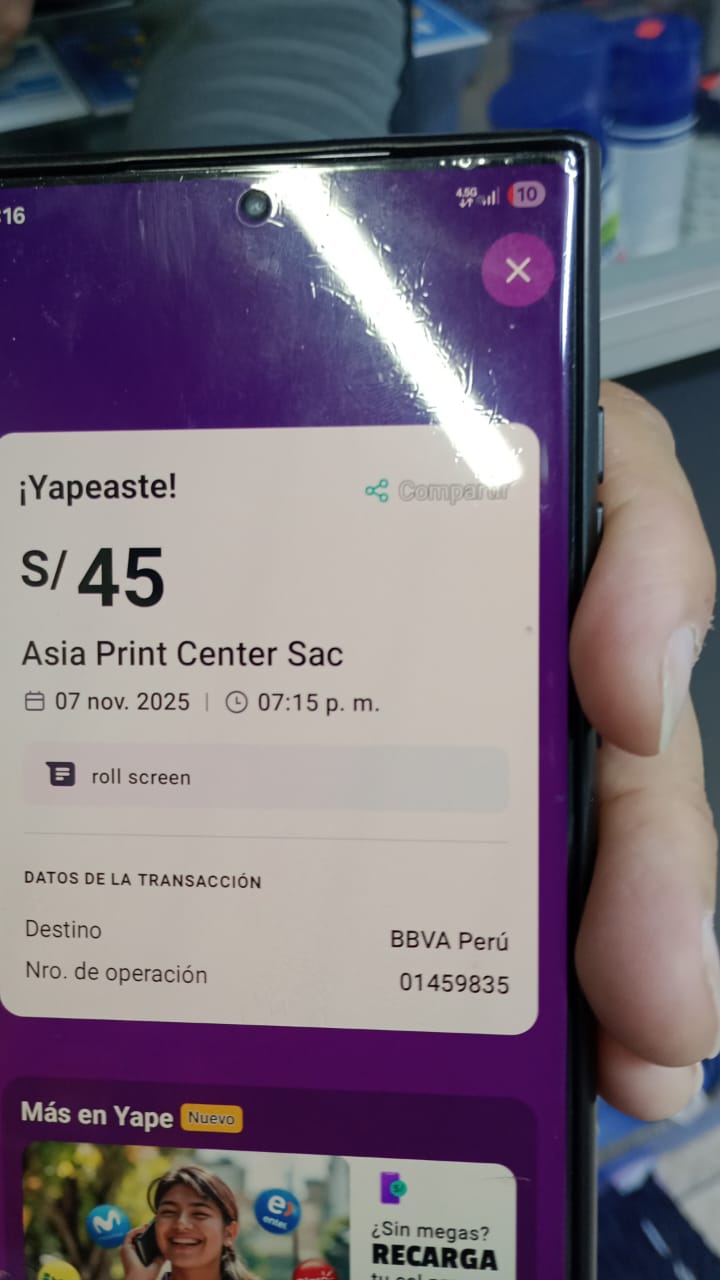 :16
4.5G
10
¡Yapeaste!
Compartir
S/ 45
Asia Print Center Sac
07 nov. 2025 | 07:15 p. m.
roll screen
DATOS DE LA TRANSACCIÓN
Destino BBVA Perú
Nro. de operación 01459835
Más en Yape Nuevo
e entel
¿Sin megas?
RECARGA